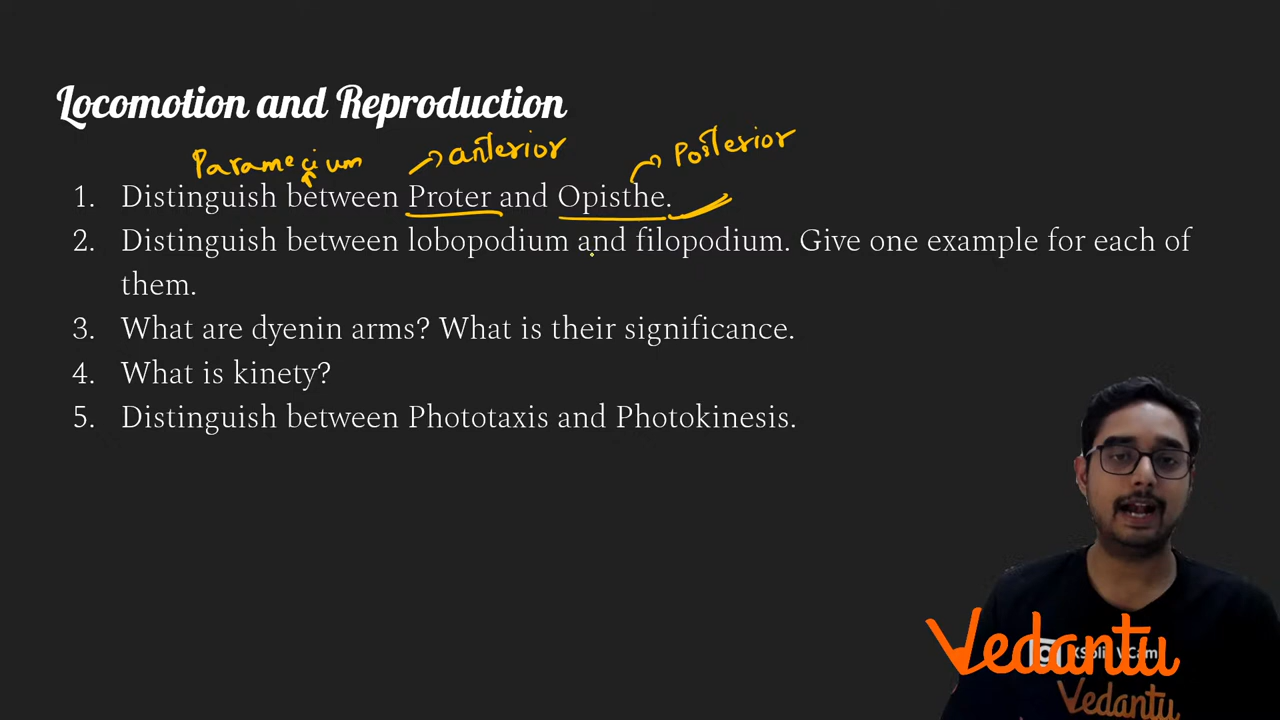 Locomotion and Reproduction
Paramecium anterior Posterior
1. Distinguish between Proter and Opisthe.
2. Distinguish between lobopodium and filopodium. Give one example for each of
them.
3. What are dyenin arms? What is their significance.
4. What is kinety?
5. Distinguish between Phototaxis and Photokinesis.
Vedantu
XSplit VCam
Vedantu